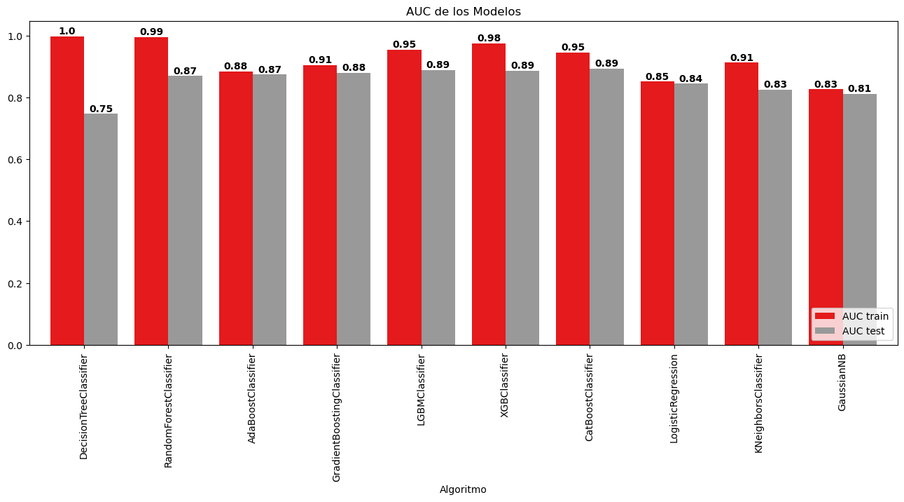 AUC de los Modelos
1.0
0.8
0.6
0.4
0.2
0.0
1.0
0.75
0.99
0.87
0.88
0.87
0.91
0.88
0.95
0.89
0.98
0.89
0.95
0.89
0.85
0.84
0.91
0.83
0.83
0.81
AUC train
AUC test
DecisionTreeClassifier
RandomForestClassifier
AdaBoostClassifier
GradientBoostingClassifier
LGBMClassifier
XGBClassifier
CatBoostClassifier
LogisticRegression
KNeighborsClassifier
GaussianNB
Algoritmo